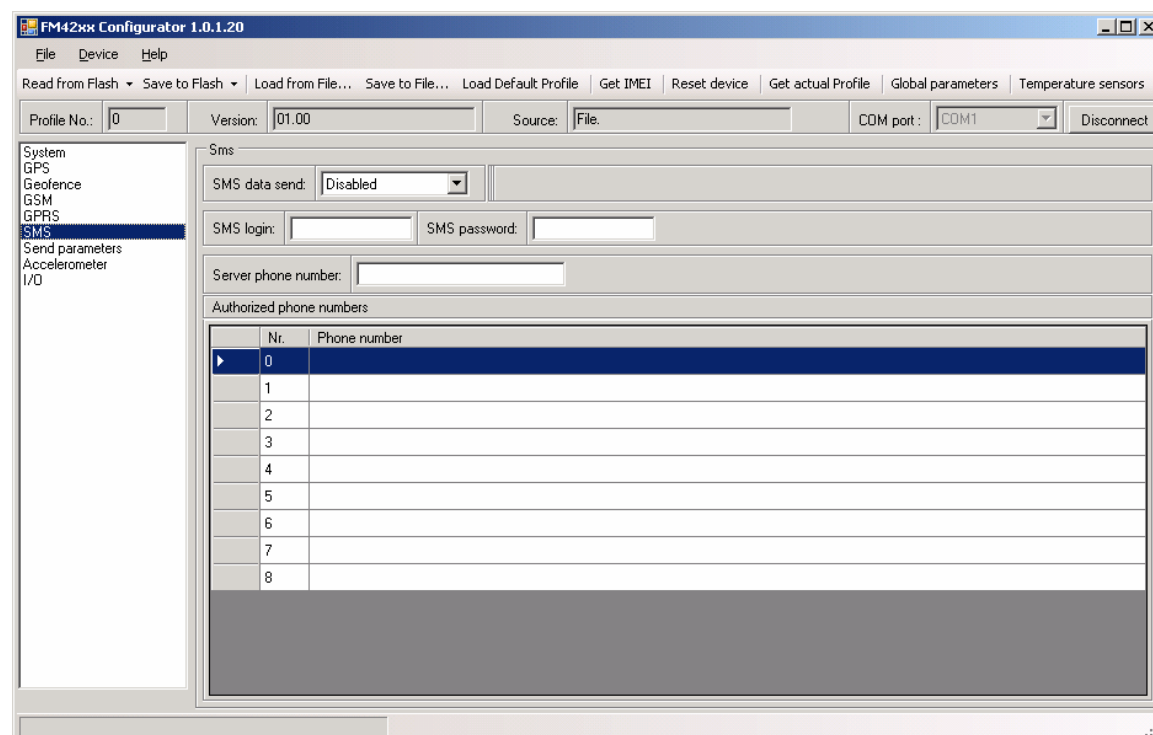 FM42xx Configurator 1.0.1.20
File Device Help
Read from Flash Save to Flash Load from File... Save to File... Load Default Profile Get IMEI Reset device Get actual Profile Global parameters Temperature sensors
Profile No.: 0 Version: 01.00 Source: File. COM port : COM1 Disconnect
System
GPS
Geofence
GSM
GPRS
SMS
Send parameters
Accelerometer
I/O
Sms
SMS data send: Disabled
SMS login: SMS password:
Server phone number:
Authorized phone numbers
Nr. Phone number
0
1
2
3
4
5
6
7
8